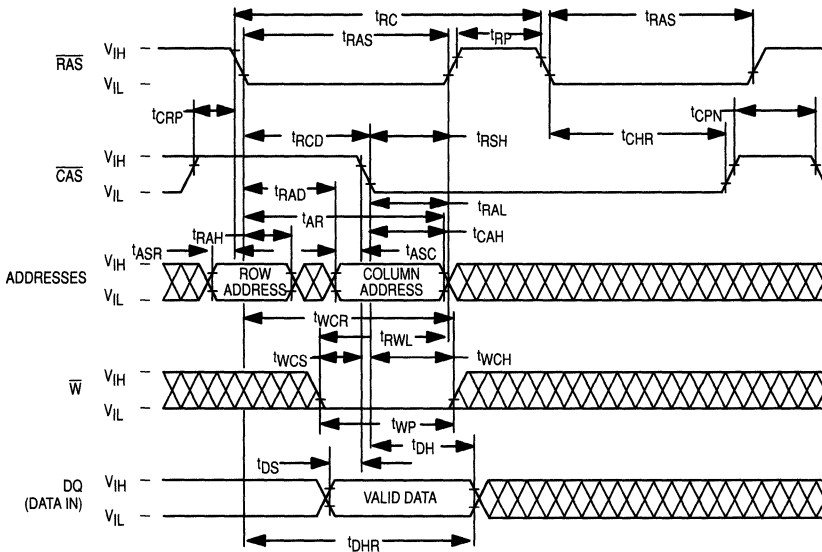 tRC
tRAS tRP tRAS
RAS VIH
VIL
tCRP tCPN
tRCD tRSH tCHR
CAS VIH
VIL
tRAD tRAL
tAR
tRAH tCAH
tASR tASC
ADDRESSES VIH
VIL
ROW ADDRESS
COLUMN ADDRESS
tWCR
tRWL
tWCS tWCH
W VIH
VIL
tWP
tDH
tDS
DQ (DATA IN) VIH
VIL
VALID DATA
tDHR